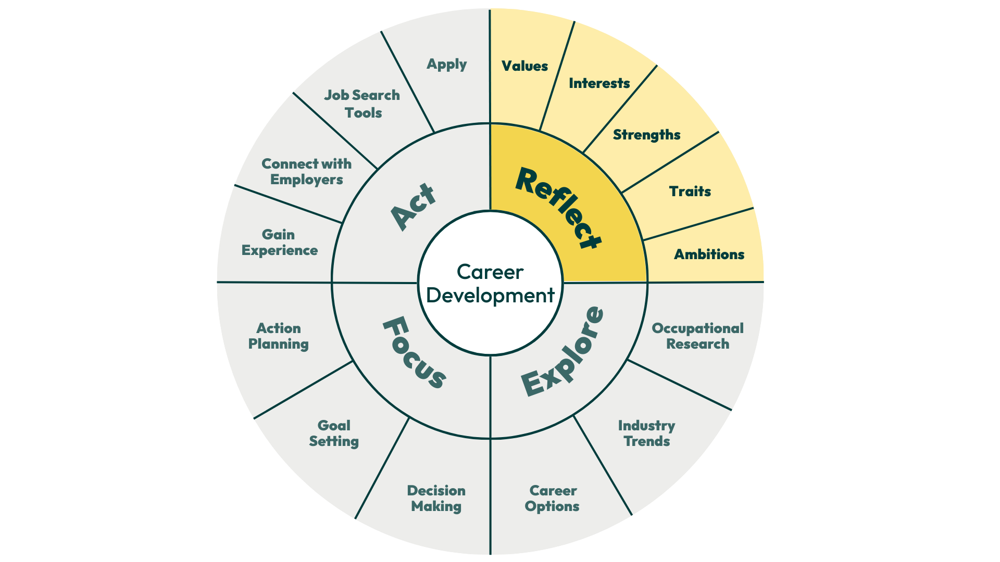 Career
Development
Reflect
Values
Interests
Strengths
Traits
Ambitions
Explore
Occupational
Research
Industry
Trends
Career
Options
Focus
Decision
Making
Goal
Setting
Action
Planning
Act
Gain
Experience
Connect with
Employers
Job Search
Tools
Apply